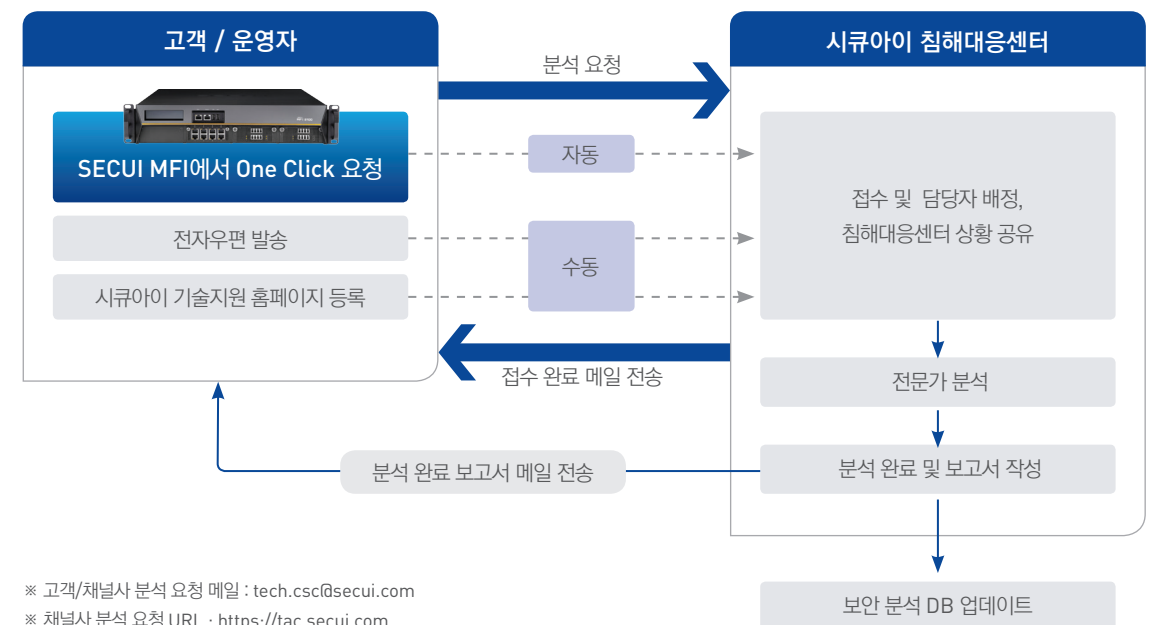 고객 / 운영자
시큐아이 침해대응센터
분석 요청
SECUI MFI에서 One Click 요청
자동
접수 및 담당자 배정,
침해대응센터 상황 공유
전자우편 발송
수동
시큐아이 기술지원 홈페이지 등록
접수 완료 메일 전송
전문가 분석
분석 완료 보고서 메일 전송
분석 완료 및 보고서 작성
※ 고객/채널사 분석 요청 메일 : tech.csc@secui.com
※ 채널사 분석 요청 URL : https://tac.secui.com
보안 분석 DB 업데이트